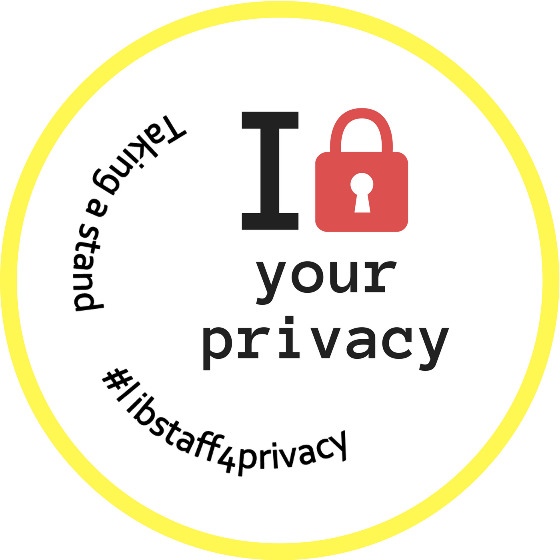 I
your
privacy
Taking a stand
#libstaff4privacy